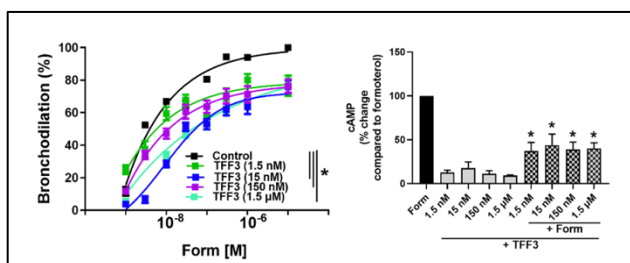 Bronchodilation (%)
100
80
60
40
20
0
10⁻⁸
10⁻⁶
Form [M]
Control
TFF3 (1.5 nM)
TFF3 (15 nM)
TFF3 (150 nM)
TFF3 (1.5 µM)
*
cAMP
(% change
compared to formoterol)
150
100
50
0
* * * *
Form
1.5 nM
15 nM
150 nM
1.5 µM
1.5 nM
15 nM
150 nM
1.5 µM
+ Form
+ TFF3